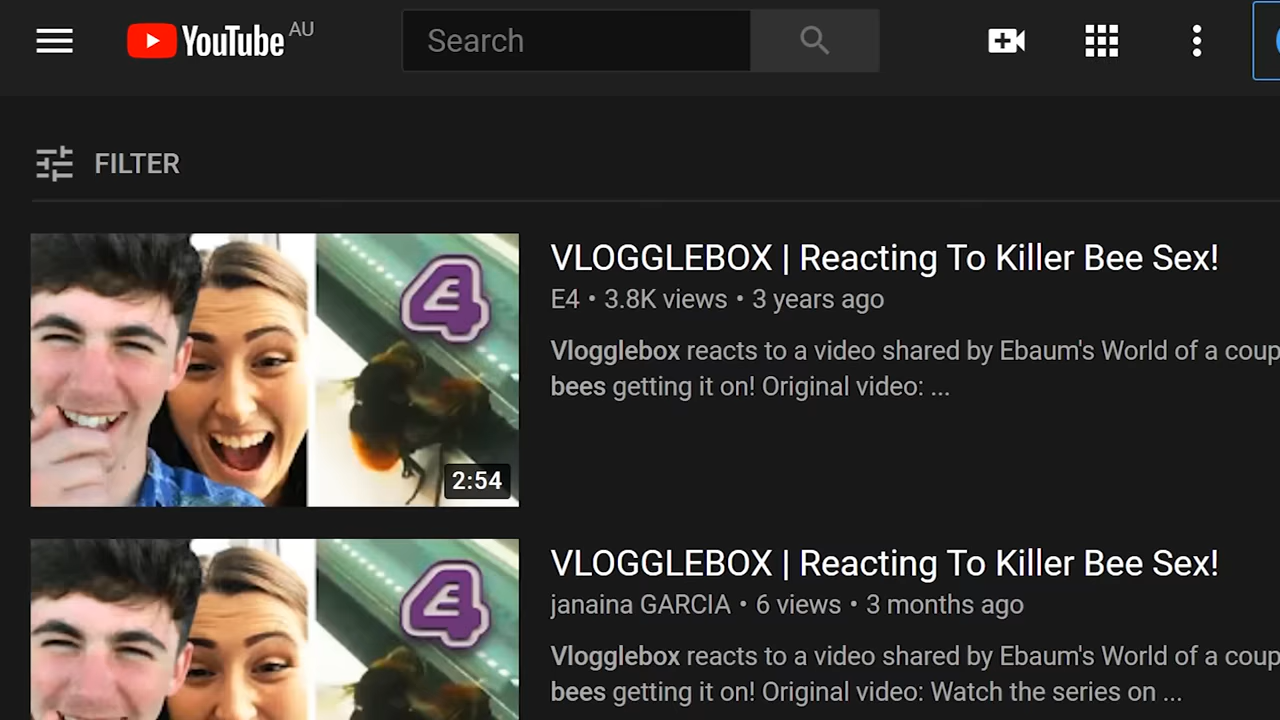 YouTube AU
Search
FILTER
VLOGGLEBOX | Reacting To Killer Bee Sex!
E4 • 3.8K views • 3 years ago
Vlogglebox reacts to a video shared by Ebaum's World of a coup
bees getting it on! Original video: ...
4
2:54
VLOGGLEBOX | Reacting To Killer Bee Sex!
janaina GARCIA • 6 views • 3 months ago
Vlogglebox reacts to a video shared by Ebaum's World of a coup
bees getting it on! Original video: Watch the series on ...
4